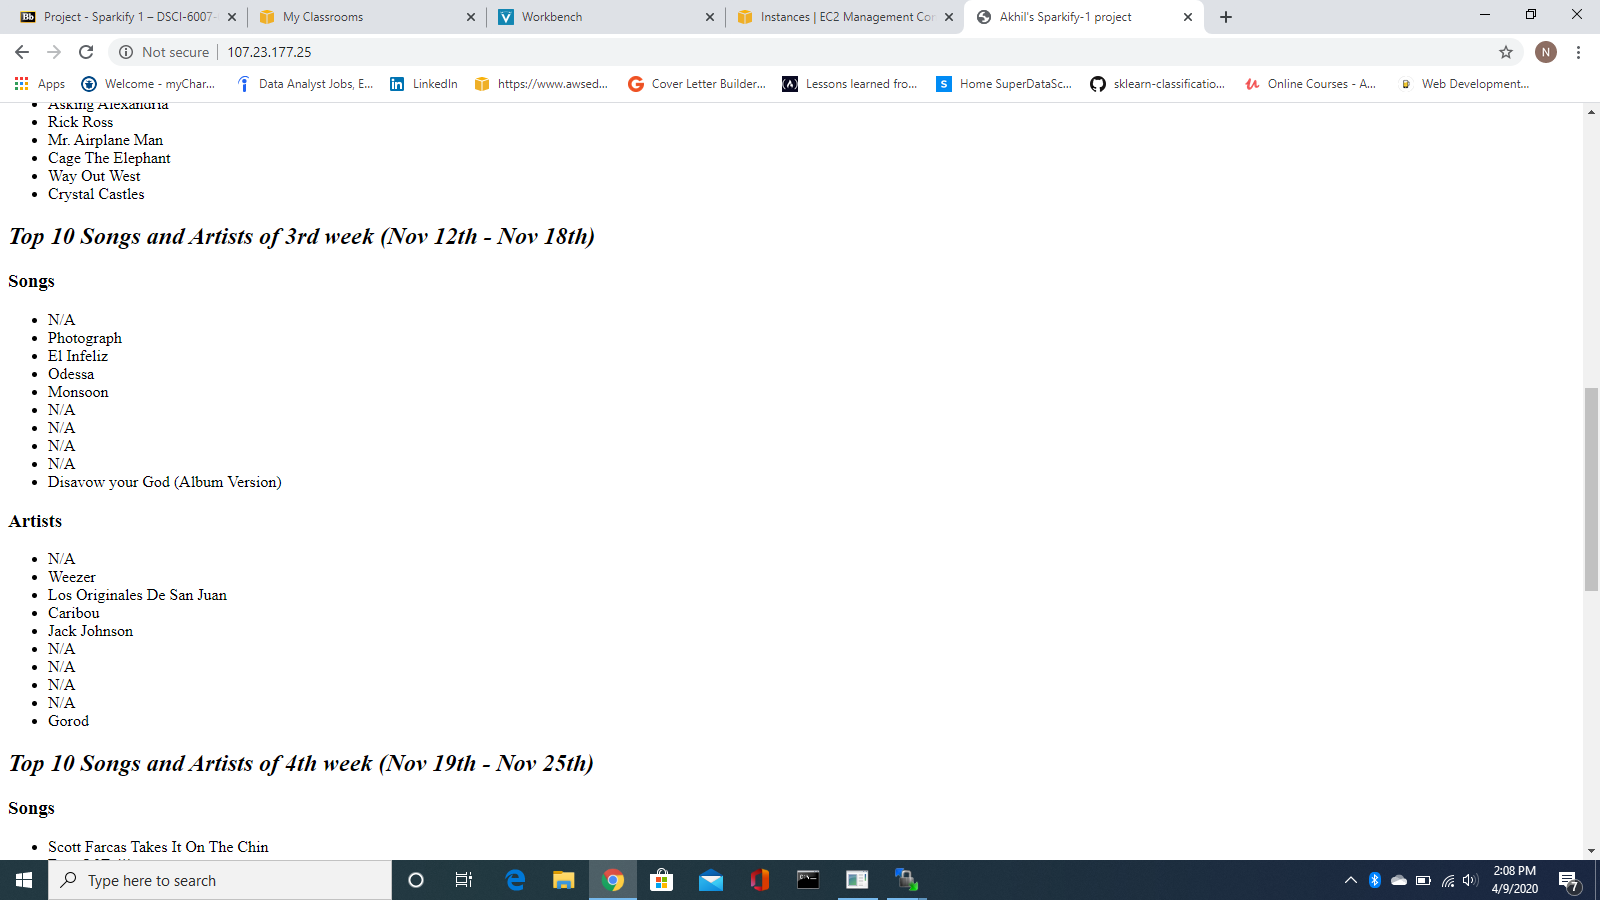 Project - Sparkify 1 – DSCI-6007-
My Classrooms
Workbench
Instances | EC2 Management Con
Akhil's Sparkify-1 project
Not secure
107.23.177.25
N
Apps
Welcome - myChar...
Data Analyst Jobs, E...
LinkedIn
https://www.awsed...
Cover Letter Builder...
Lessons learned fro...
Home SuperDataSc...
sklearn-classificatio...
Online Courses - A...
Web Development...
Asking Alexandria
Rick Ross
Mr. Airplane Man
Cage The Elephant
Way Out West
Crystal Castles
Top 10 Songs and Artists of 3rd week (Nov 12th - Nov 18th)
Songs
N/A
Photograph
El Infeliz
Odessa
Monsoon
N/A
N/A
N/A
N/A
Disavow your God (Album Version)
Artists
N/A
Weezer
Los Originales De San Juan
Caribou
Jack Johnson
N/A
N/A
N/A
N/A
Gorod
Top 10 Songs and Artists of 4th week (Nov 19th - Nov 25th)
Songs
Scott Farcas Takes It On The Chin
Type here to search
2:08 PM
4/9/2020
7